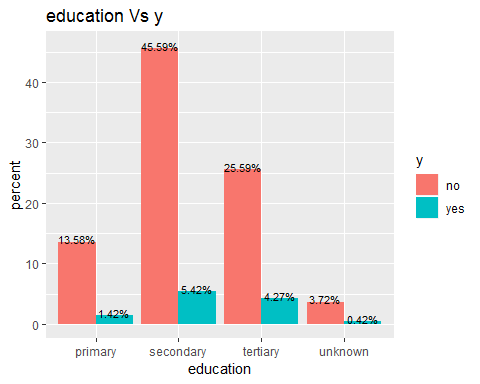 education Vs y
45.59%
40
30
25.59%
20
13.58%
10
5.42%
4.27%
3.72%
1.42%
0.42%
0
percent
primary
secondary
tertiary
unknown
education
y
no
yes